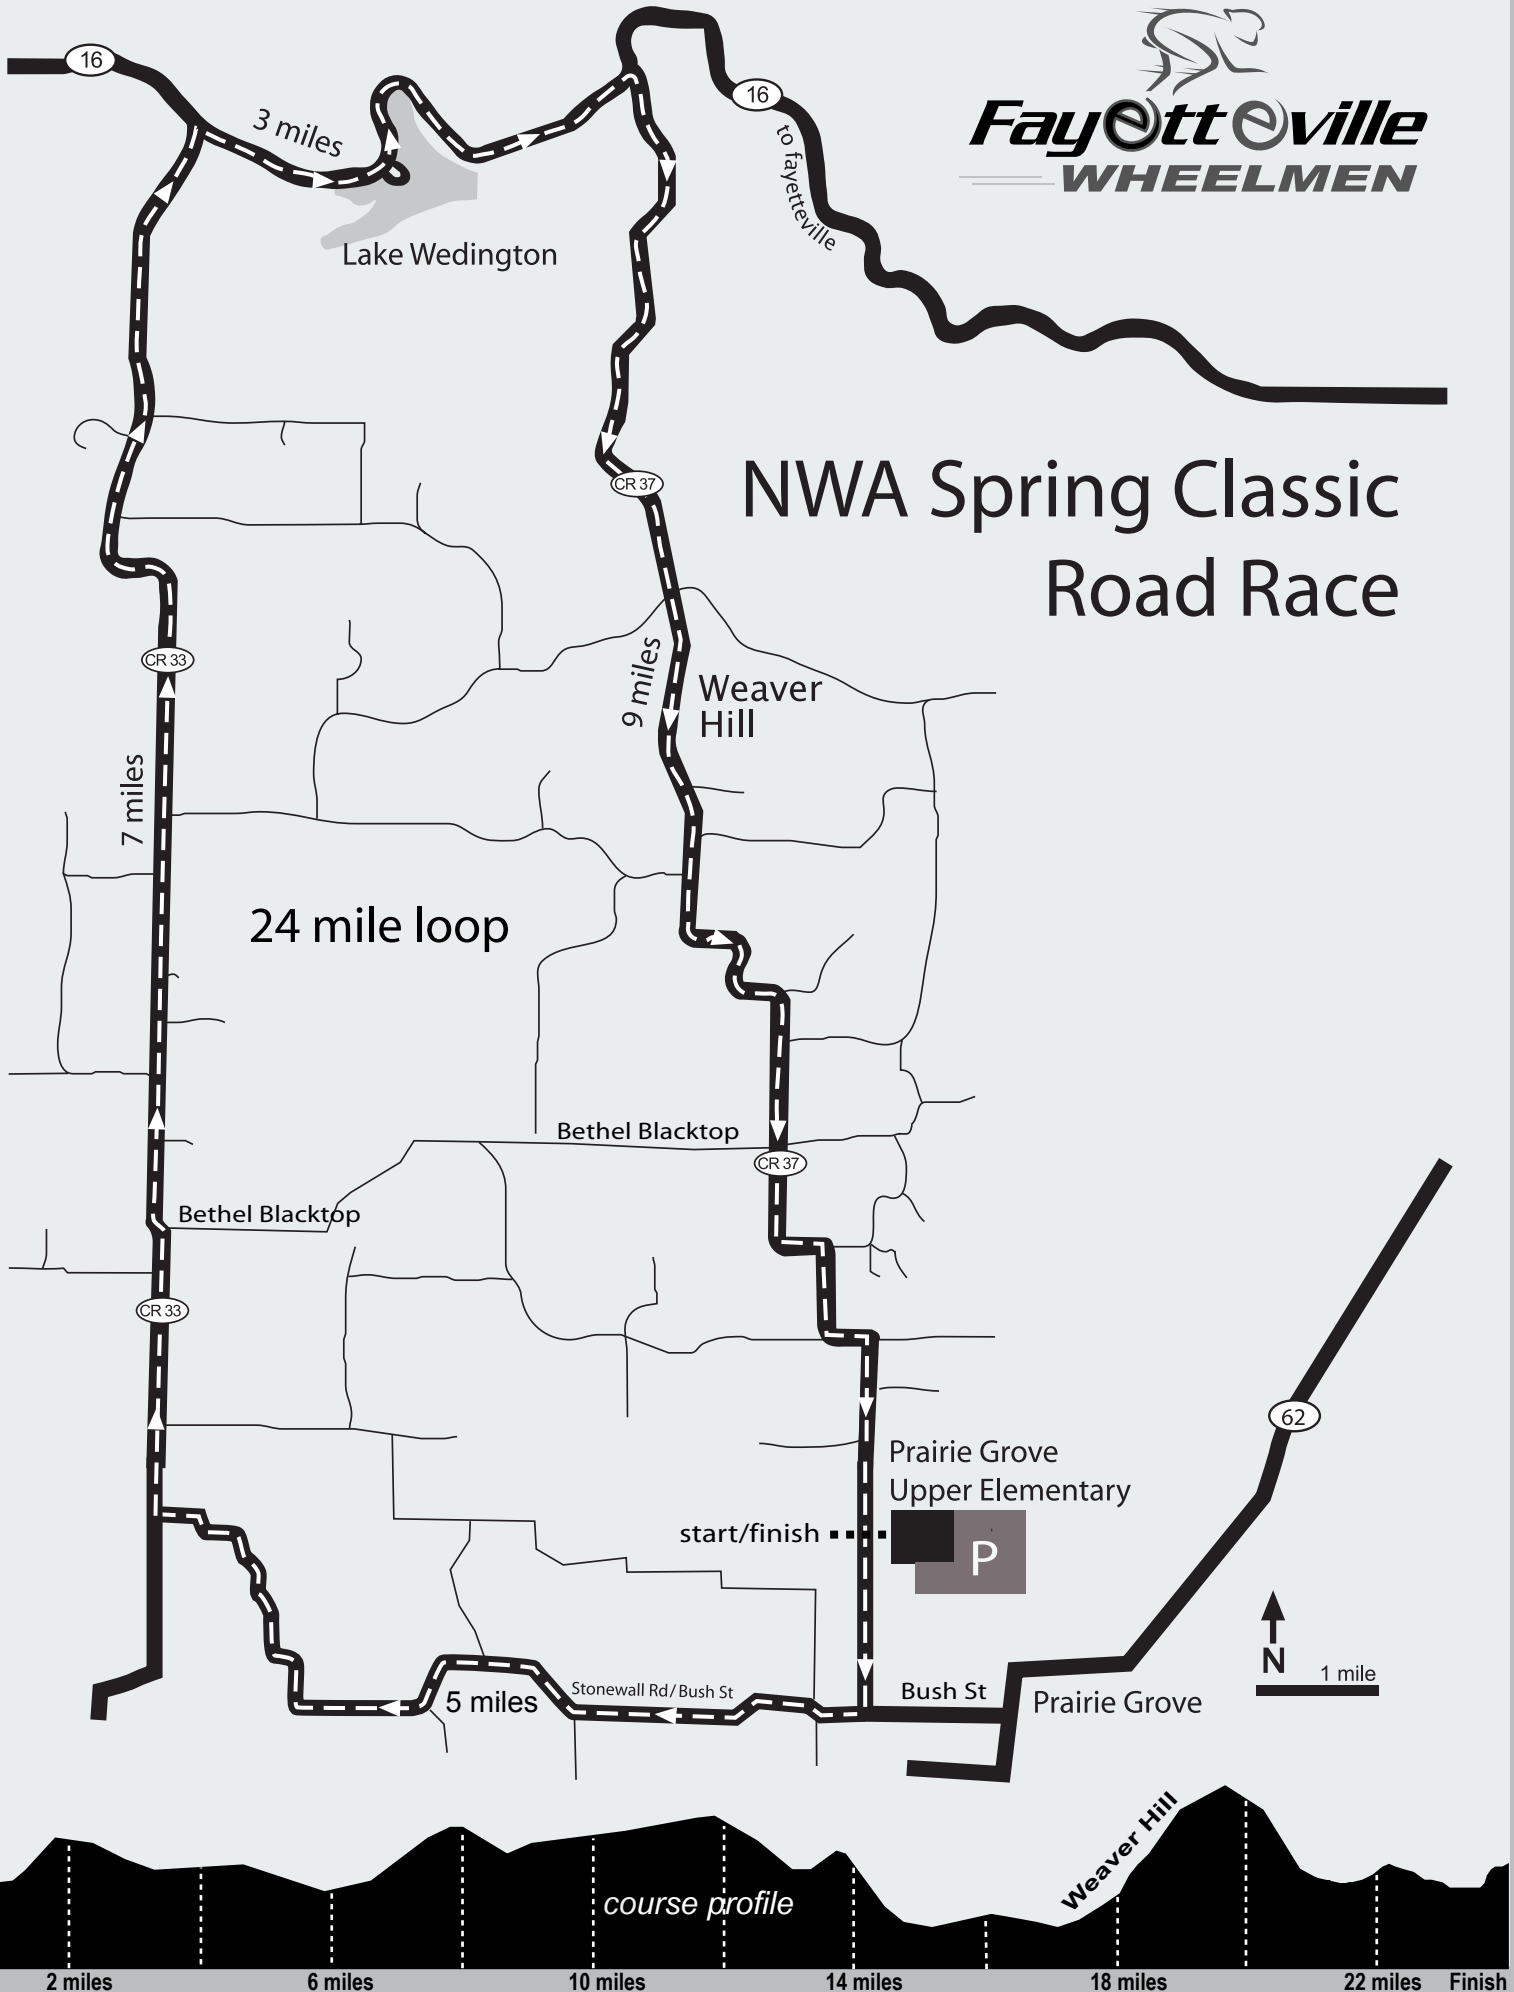 16
3 miles
Lake Wedington
16
to fayetteville
Fayetteville
WHEELMEN
NWA Spring Classic
Road Race
CR 37
CR 33
9 miles
Weaver
Hill
7 miles
24 mile loop
Bethel Blacktop
CR 37
Bethel Blacktop
CR 33
62
Prairie Grove
Upper Elementary
start/finish
P
N
1 mile
Stonewall Rd/Bush St
5 miles
Bush St
Prairie Grove
Weaver Hill
course profile
2 miles
6 miles
10 miles
14 miles
18 miles
22 miles
Finish